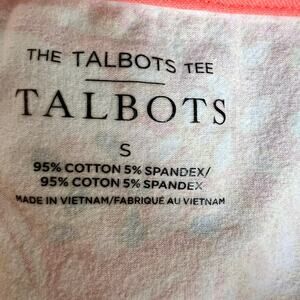 THE TALBOTS TEE
TALBOTS
S
95% COTTON 5% SPANDEX/
95% COTON 5% SPANDEX
MADE IN VIETNAM/FABRIQUÉ AU VIETNAM